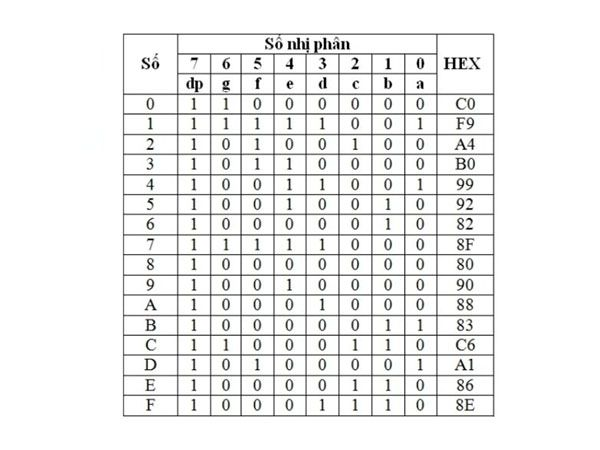 Số nhị phân
Số 7 6 5 4 3 2 1 0 HEX
dp g f e d c b a
0 1 1 0 0 0 0 0 0 C0
1 1 1 1 1 1 0 0 1 F9
2 1 0 1 0 0 1 0 0 A4
3 1 0 1 1 0 0 0 0 B0
4 1 0 0 1 1 0 0 1 99
5 1 0 0 1 0 0 1 0 92
6 1 0 0 0 0 0 1 0 82
7 1 1 1 1 1 0 0 0 8F
8 1 0 0 0 0 0 0 0 80
9 1 0 0 1 0 0 0 0 90
A 1 0 0 0 1 0 0 0 88
B 1 0 0 0 0 0 1 1 83
C 1 1 0 0 0 1 1 0 C6
D 1 0 1 0 0 0 0 1 A1
E 1 0 0 0 0 1 1 0 86
F 1 0 0 0 1 1 1 0 8E